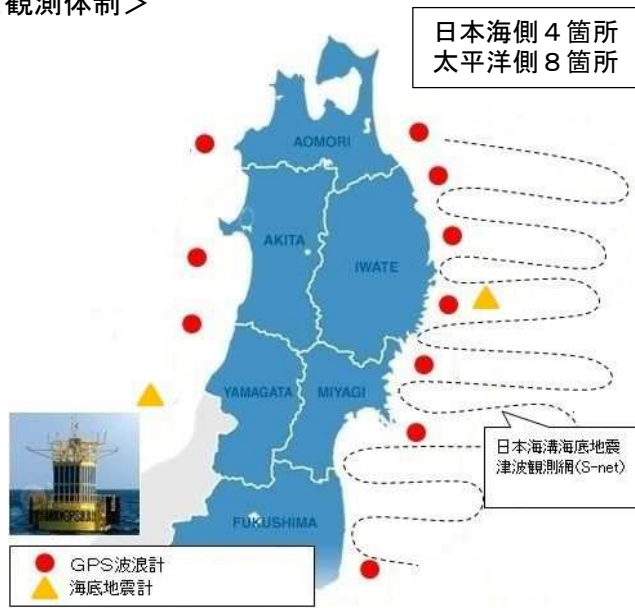 観測体制＞
日本海側４箇所
太平洋側８箇所
AOMORI
AKITA
IWATE
YAMAGATA
MIYAGI
日本海溝海底地震
津波観測網(S-net)
FUKUSHIMA
GPS波浪計
海底地震計